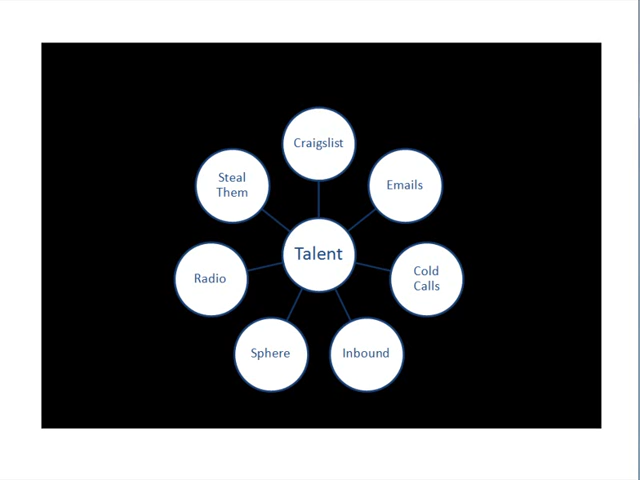 Craigslist
Steal
Them
Emails
Talent
Radio
Cold
Calls
Sphere
Inbound